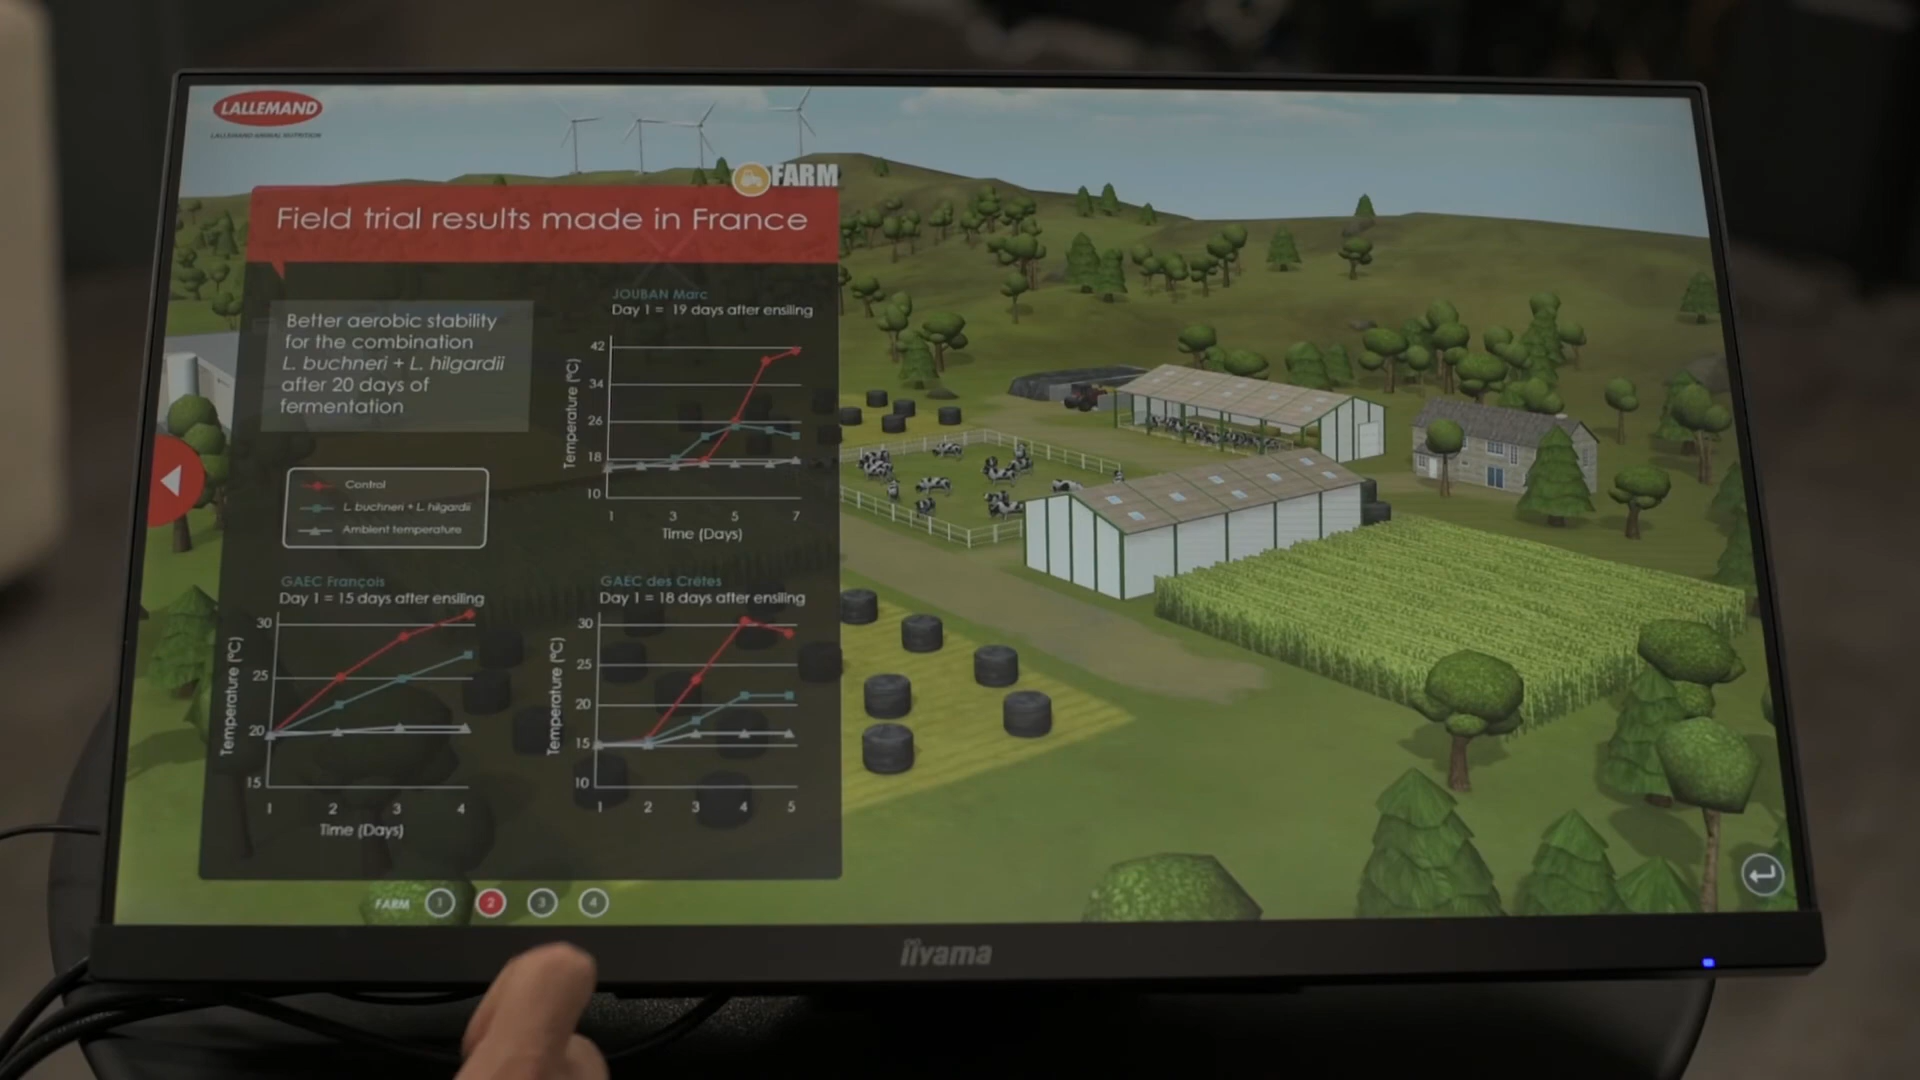 LALLEMAND
LALLEMAND ANIMAL NUTRITION
FARM
Field trial results made in France
Better aerobic stability
for the combination
L. buchneri + L. hilgardii
after 20 days of
fermentation
Control
L. buchneri + L. hilgardii
Ambient temperature
JOUBAN Marc
Day 1 = 19 days after ensiling
Temperature (°C)
42
34
26
18
10
1 3 5 7
Time (Days)
GAEC François
Day 1 = 15 days after ensiling
Temperature (°C)
30
25
20
15
1 2 3 4
Time (Days)
GAEC des Crêtes
Day 1 = 18 days after ensiling
Temperature (°C)
30
25
20
15
10
1 2 3 4 5
FARM 1 2 3 4
iiyama